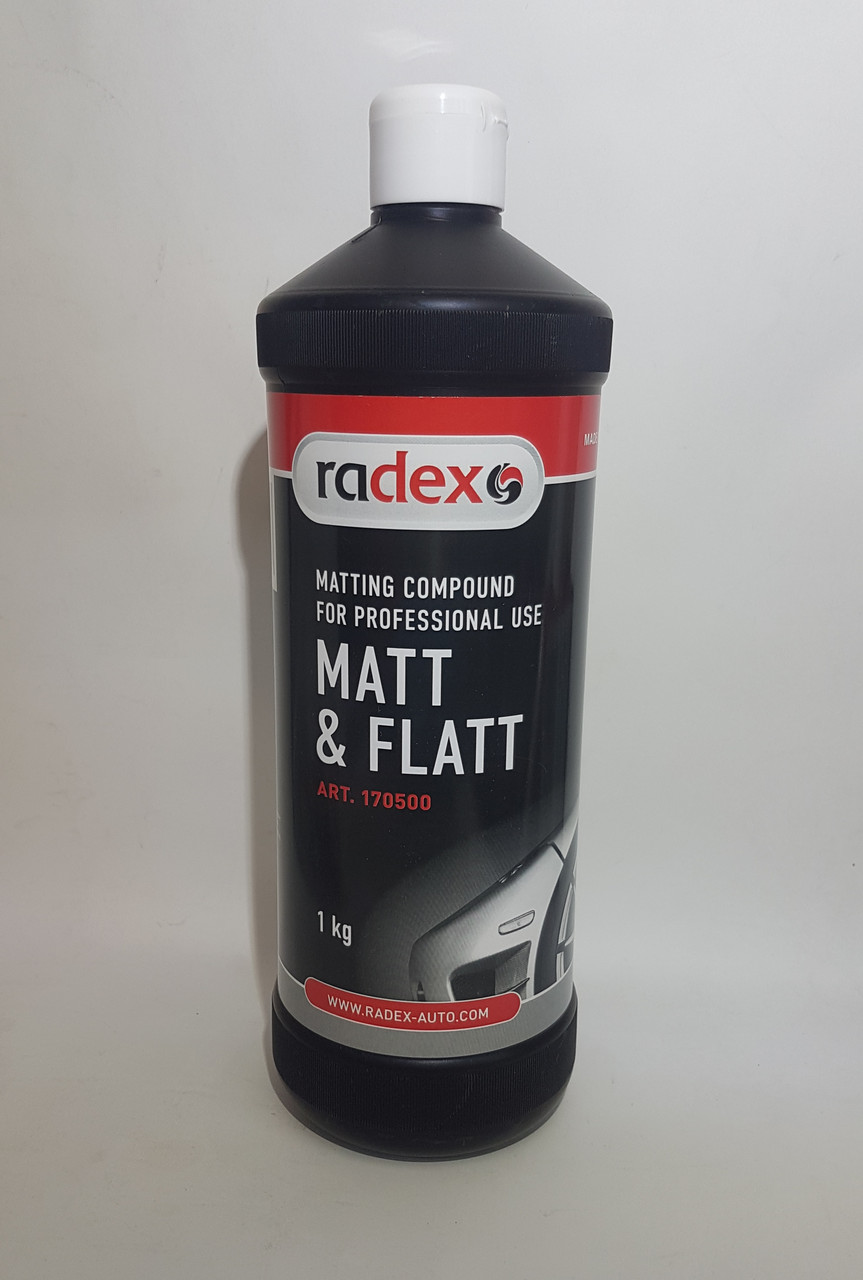 radex
MATTING COMPOUND
FOR PROFESSIONAL USE
MATT
& FLATT
ART. 170500
1 kg
WWW.RADEX-AUTO.COM